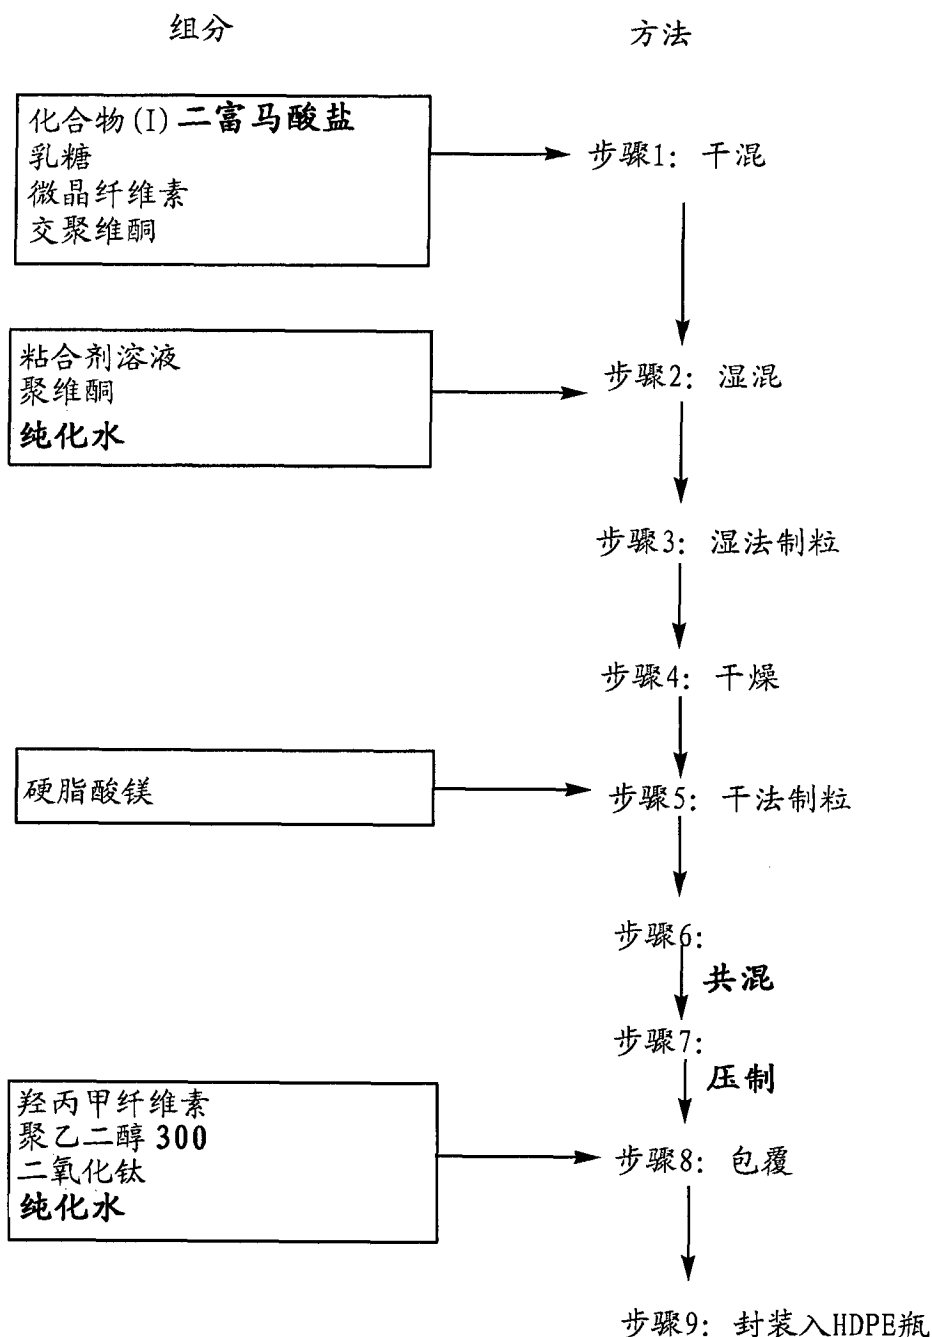 组分
方法
化合物(I)二富马酸盐
乳糖
微晶纤维素
交聚维酮
步骤1: 干混
粘合剂溶液
聚维酮
纯化水
步骤2: 湿混
步骤3: 湿法制粒
步骤4: 干燥
硬脂酸镁
步骤5: 干法制粒
步骤6:
共混
步骤7:
压制
羟丙甲纤维素
聚乙二醇 300
二氧化钛
纯化水
步骤8: 包覆
步骤9: 封装入HDPE瓶